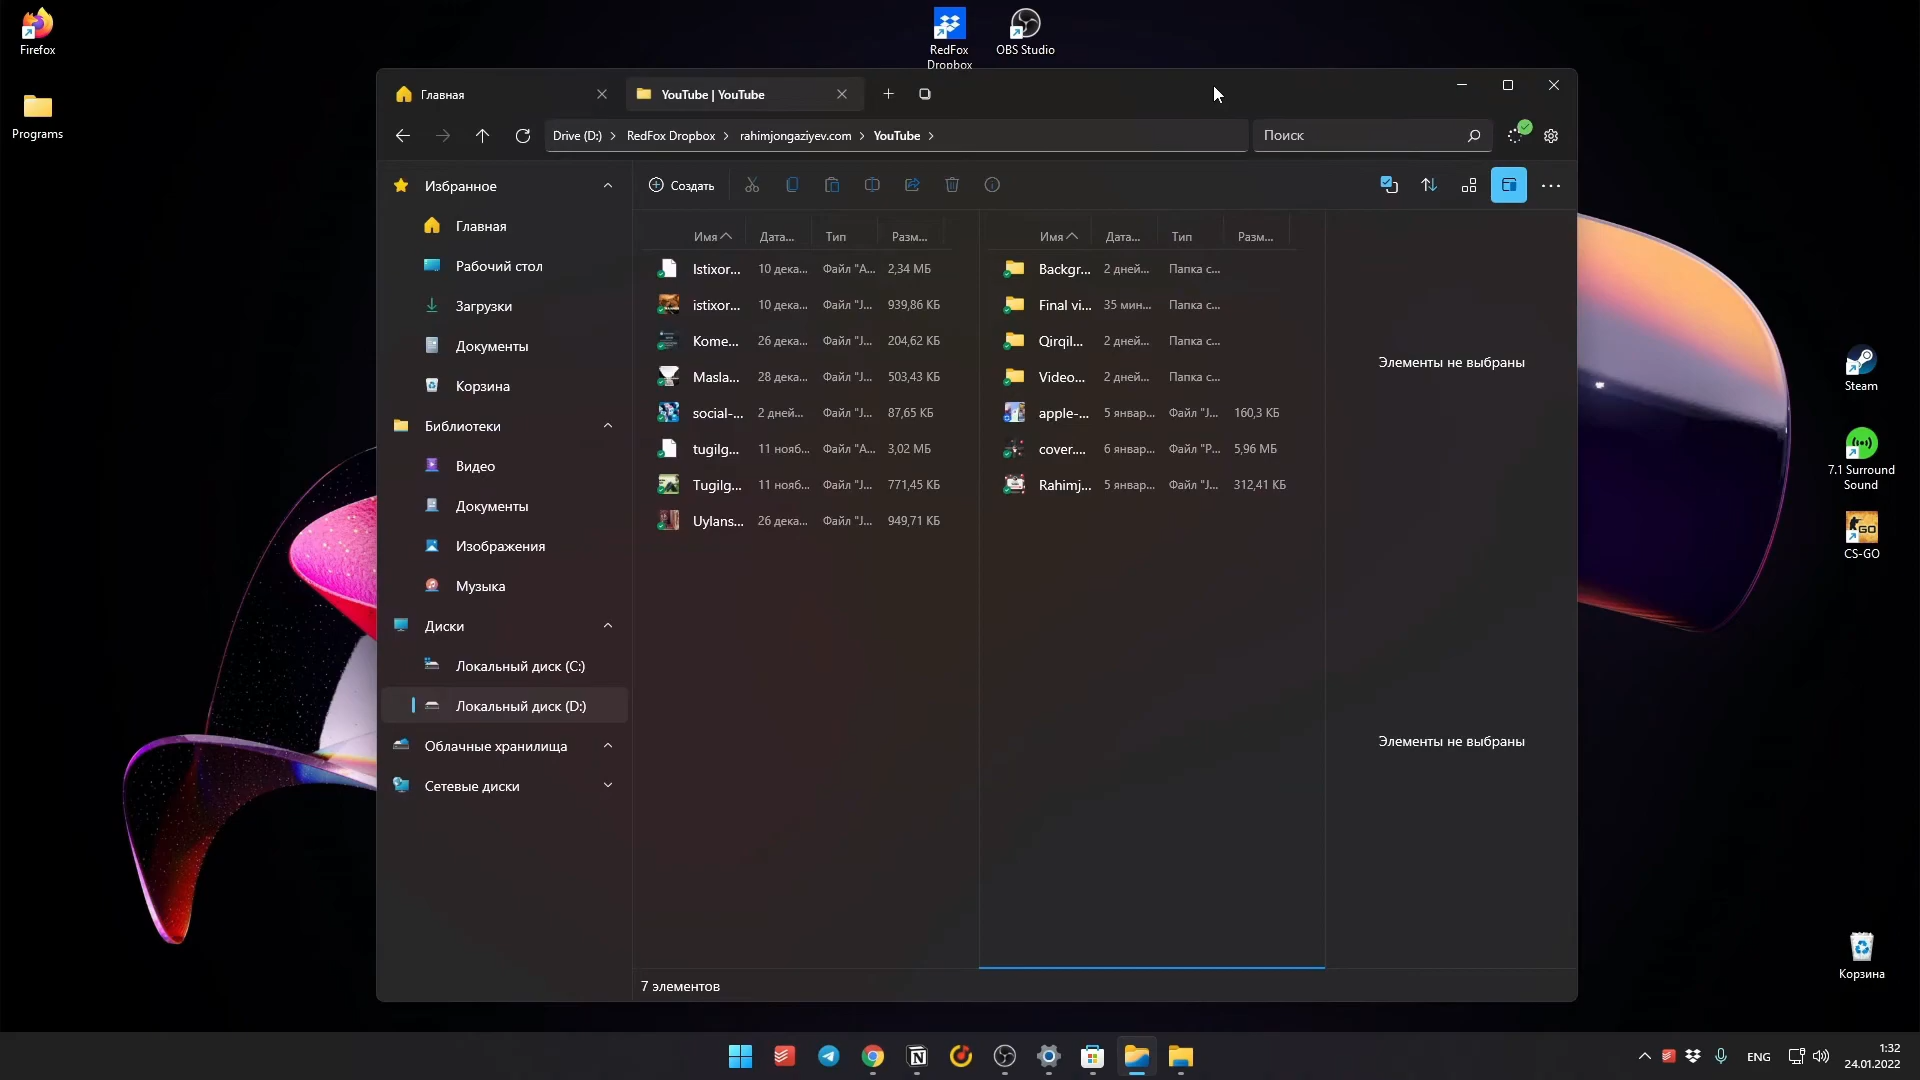 Firefox
Programs
RedFox
Dropbox
OBS Studio
Главная
YouTube | YouTube
Drive (D:)
RedFox Dropbox
rahimjongaziyev.com
YouTube
Поиск
Избранное
Главная
Рабочий стол
Загрузки
Документы
Корзина
Библиотеки
Видео
Документы
Изображения
Музыка
Диски
Локальный диск (C:)
Локальный диск (D:)
Облачные хранилища
Сетевые диски
Создать
Имя Дата... Тип Разм...
Istixor... 10 дека... Файл "A... 2,34 МБ
istixor... 10 дека... Файл "J... 939,86 КБ
Kome... 26 дека... Файл "J... 204,62 КБ
Masla... 28 дека... Файл "J... 503,43 КБ
social-... 2 дней... Файл "J... 87,65 КБ
tugilg... 11 нояб... Файл "A... 3,02 МБ
Tugilg... 11 нояб... Файл "J... 771,45 КБ
Uylans... 26 дека... Файл "J... 949,71 КБ
Имя Дата... Тип Разм...
Backgr... 2 дней... Папка с...
Final vi... 35 мин... Папка с...
Qirqil... 2 дней... Папка с...
Video... 2 дней... Папка с...
apple-... 5 январ... Файл "J... 160,3 КБ
cover.... 6 январ... Файл "P... 5,96 МБ
Rahimj... 5 январ... Файл "J... 312,41 КБ
Элементы не выбраны
Элементы не выбраны
7 элементов
Steam
7.1 Surround
Sound
GO
CS-GO
Корзина
ENG
1:32
24.01.2022